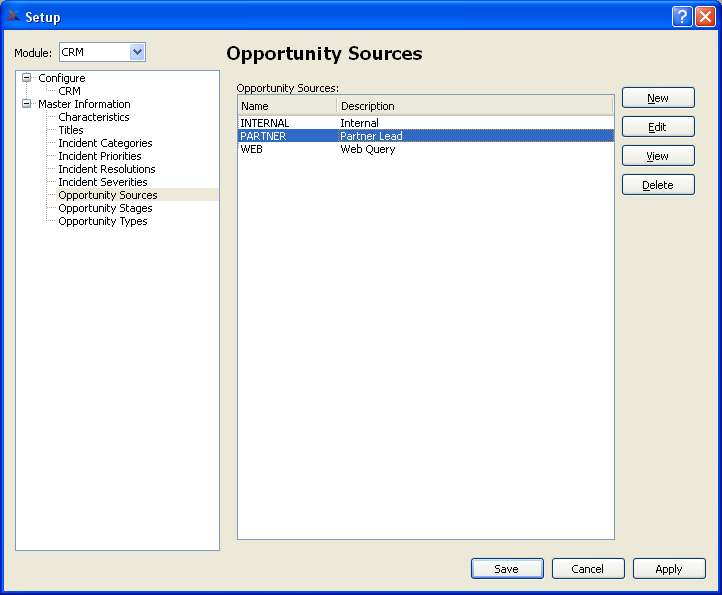 Setup
?
Module: CRM
Opportunity Sources
Configure
CRM
Master Information
Characteristics
Titles
Incident Categories
Incident Priorities
Incident Resolutions
Incident Severities
Opportunity Sources
Opportunity Stages
Opportunity Types
Opportunity Sources:
Name Description
INTERNAL Internal
PARTNER Partner Lead
WEB Web Query
New
Edit
View
Delete
Save Cancel Apply